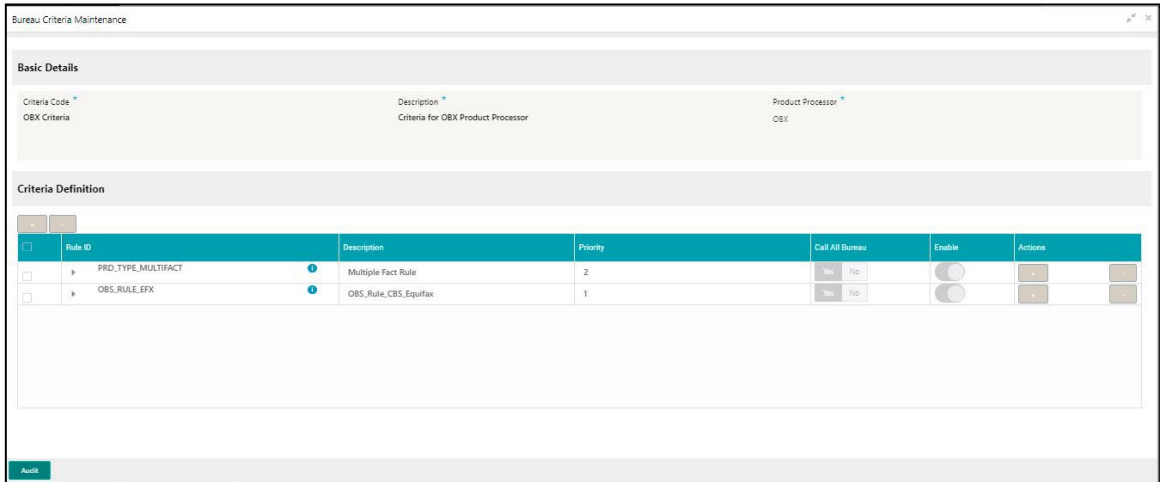 Bureau Criteria Maintenance
Basic Details
Criteria Code * Description * Product Processor *
OBX Criteria Criteria for OBX Product Processor OBX
Criteria Definition
+ -
Rule ID Description Priority Call All Bureau Enable Actions
PRD_TYPE_MULTIFACT Multiple Fact Rule 2 Yes No + -
OBS_RULE_EFX OBS_Rule_CBS_Equifax 1 Yes No + -
Audit